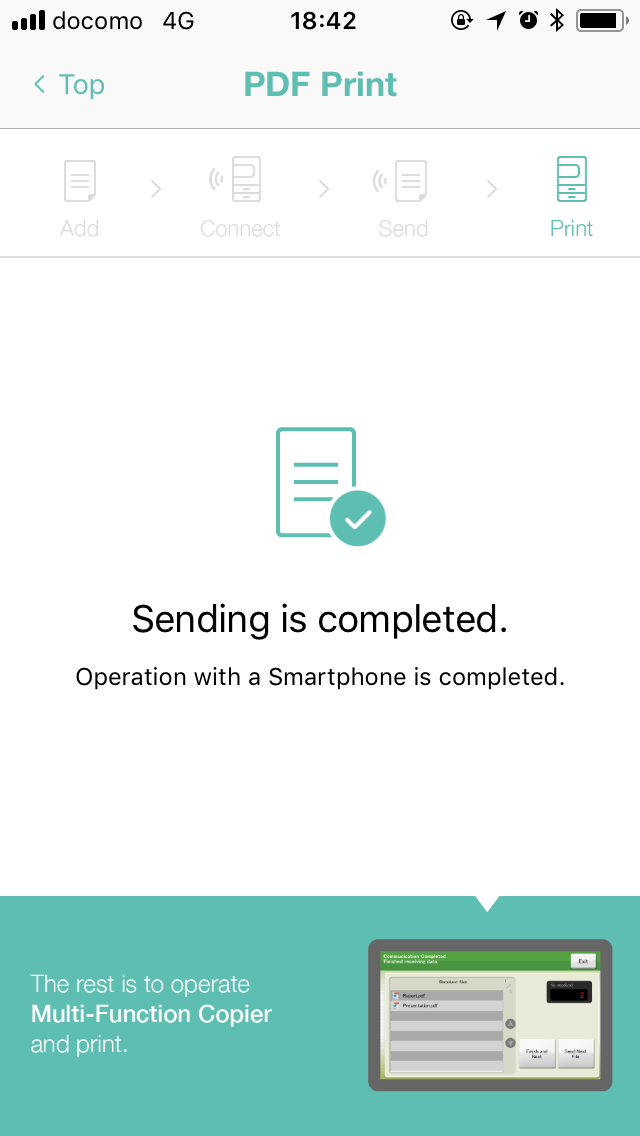 docomo 4G 18:42
Top PDF Print
Add Connect Send Print
Sending is completed.
Operation with a Smartphone is completed.
The rest is to operate
Multi-Function Copier
and print.
Communication Completed
Finished receiving data.
Exit
Received files
Report.pdf
Presentation.pdf
2
Finish and
Next
Send Next
File